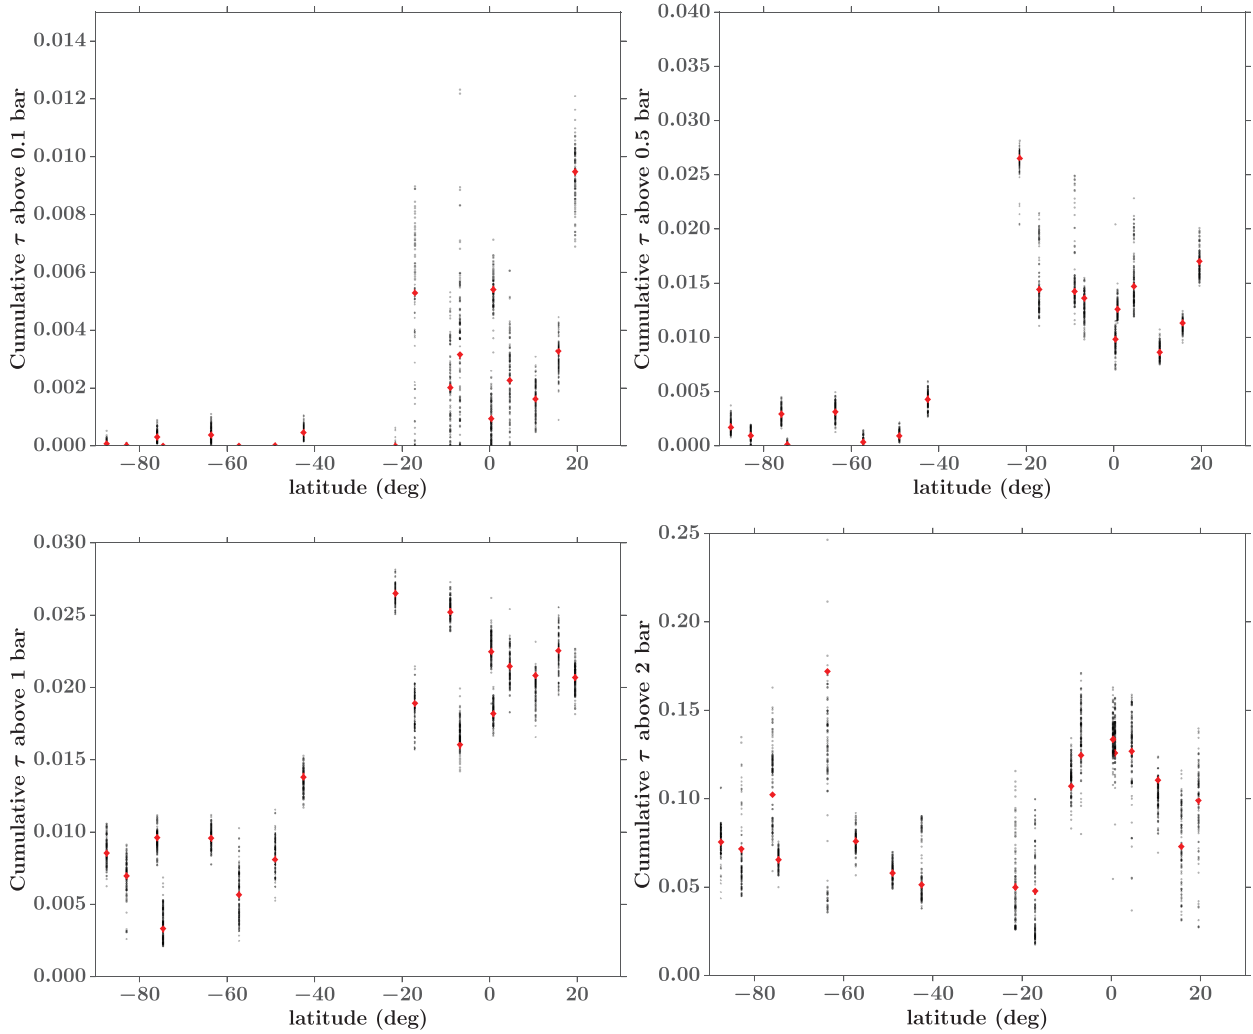 Cumulative τ above 0.1 bar
0.014
0.012
0.010
0.008
0.006
0.004
0.002
0.000
−80 −60 −40 −20 0 20
latitude (deg)
Cumulative τ above 0.5 bar
0.040
0.035
0.030
0.025
0.020
0.015
0.010
0.005
0.000
−80 −60 −40 −20 0 20
latitude (deg)
Cumulative τ above 1 bar
0.030
0.025
0.020
0.015
0.010
0.005
0.000
−80 −60 −40 −20 0 20
latitude (deg)
Cumulative τ above 2 bar
0.25
0.20
0.15
0.10
0.05
0.00
−80 −60 −40 −20 0 20
latitude (deg)